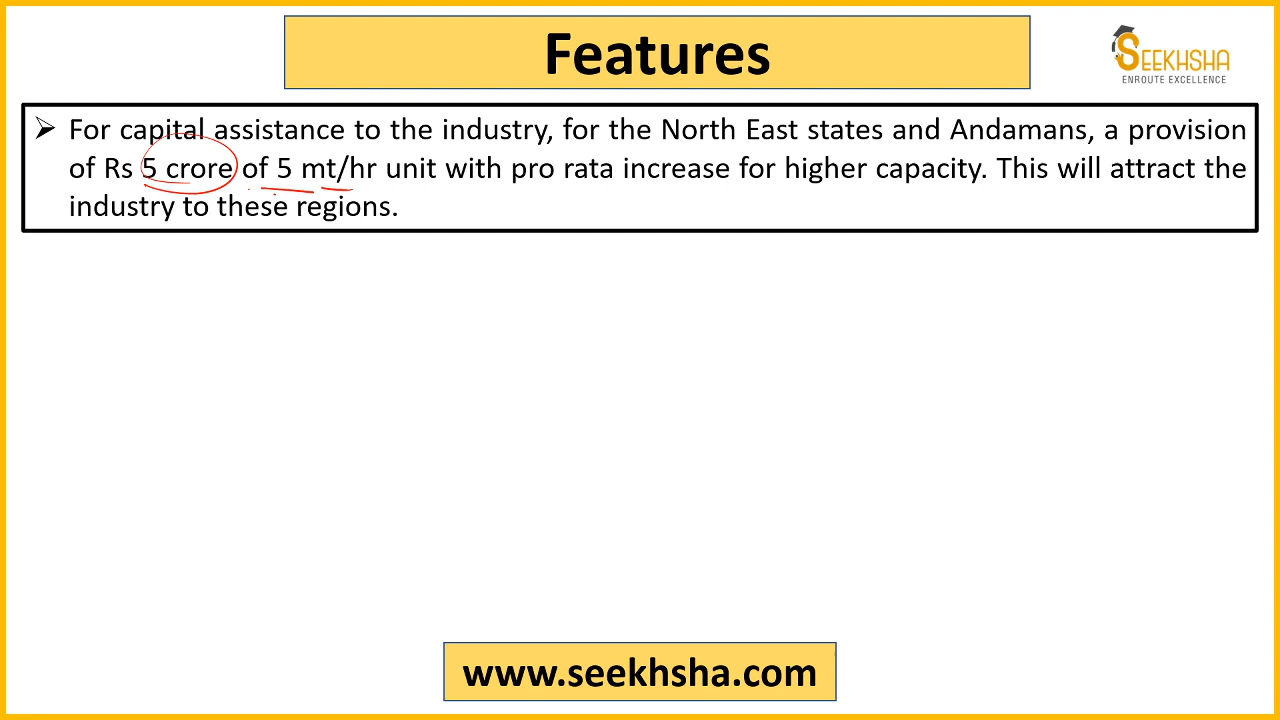 Features
SEEKHSHA
ENROUTE EXCELLENCE
➢ For capital assistance to the industry, for the North East states and Andamans, a provision
of Rs 5 crore of 5 mt/hr unit with pro rata increase for higher capacity. This will attract the
industry to these regions.
www.seekhsha.com